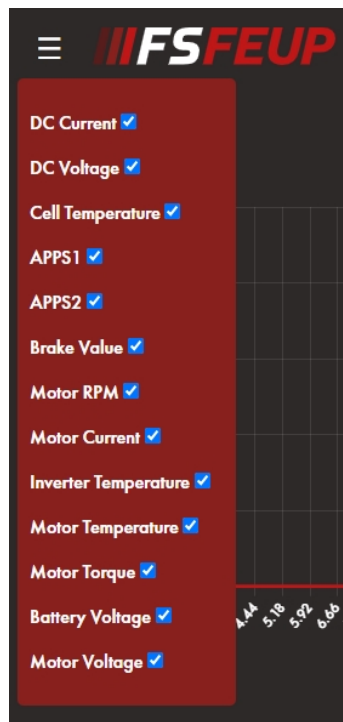 FSFEUP
DC Current
DC Voltage
Cell Temperature
APPS1
APPS2
Brake Value
Motor RPM
Motor Current
Inverter Temperature
Motor Temperature
Motor Torque
Battery Voltage
Motor Voltage
4.44 5.18 5.92 6.66